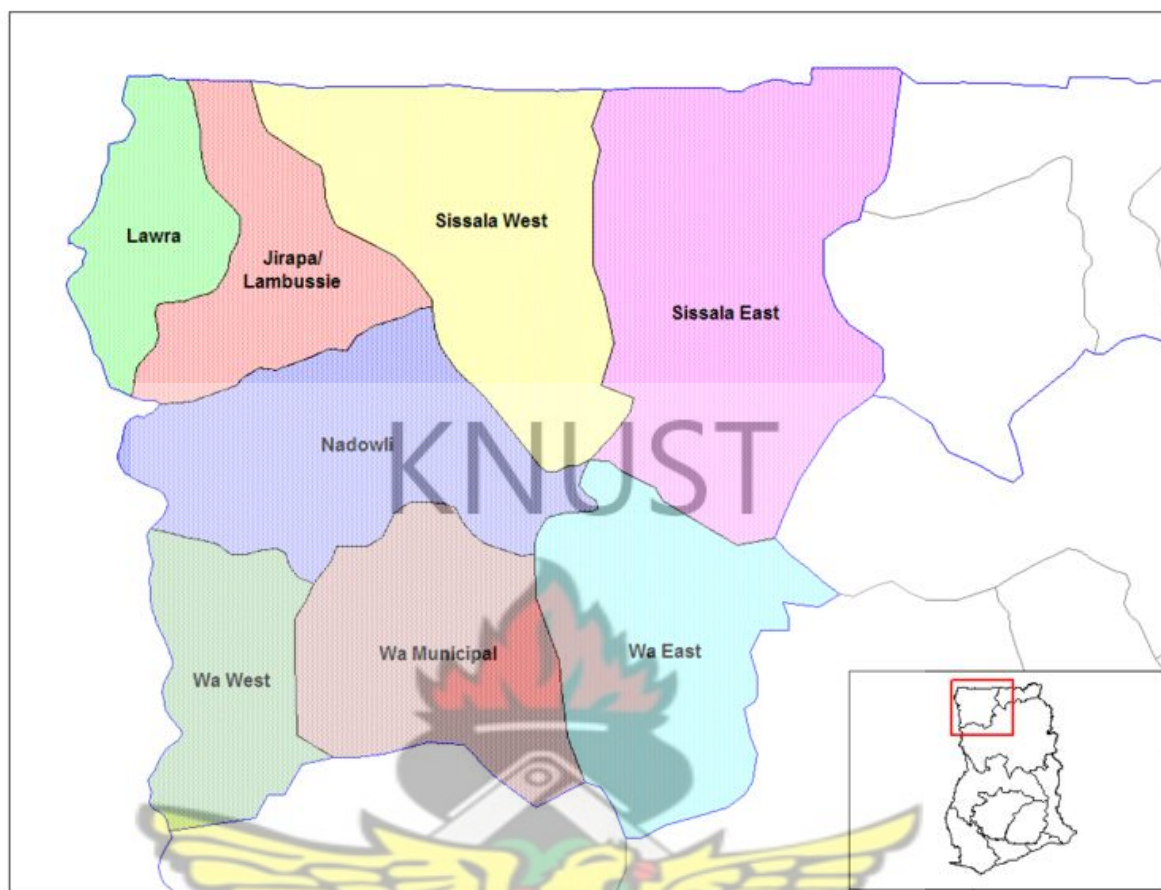 Lawra
Jirapa/
Lambussie
Sissala West
Sissala East
Nadowli
KNUST
Wa West
Wa Municipal
Wa East